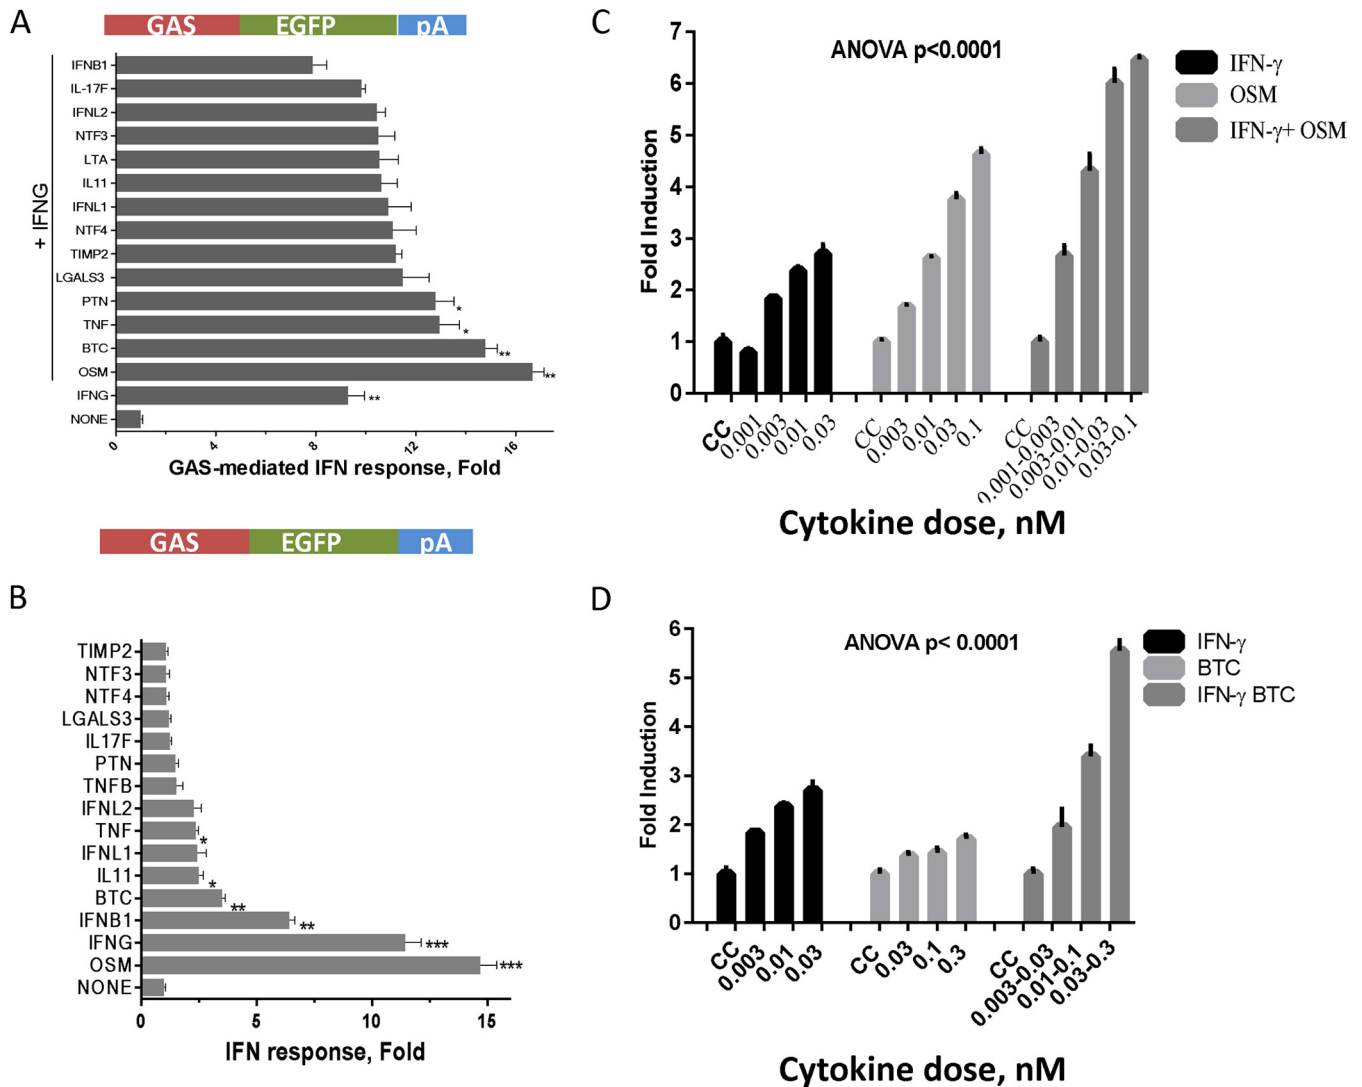 A
GAS EGFP pA
+ IFNG
IFNB1
IL-17F
IFNL2
NTF3
LTA
IL11
IFNL1
NTF4
TIMP2
LGALS3
PTN *
TNF *
BTC **
OSM **
IFNG **
NONE
0 4 8 12 16
GAS-mediated IFN response, Fold
GAS EGFP pA
B
TIMP2
NTF3
NTF4
LGALS3
IL17F
PTN
TNFB
IFNL2
TNF
*
IFNL1
IL11
*
BTC
**
IFNB1 **
IFNG ***
OSM ***
NONE
0 5 10 15
IFN response, Fold
C
ANOVA p<0.0001
IFN-γ
OSM
IFN-γ+ OSM
Fold Induction
7
6
5
4
3
2
1
0
CC 0.001 0.003 0.01 0.03 CC 0.003 0.01 0.03 0.1 CC 0.001-0.003 0.003-0.01 0.01-0.03 0.03-0.1
Cytokine dose, nM
D
ANOVA p< 0.0001
IFN-γ
BTC
IFN-γ BTC
Fold Induction
6
5
4
3
2
1
0
CC 0.003 0.01 0.03 CC 0.03 0.1 0.3 CC 0.003-0.03 0.01-0.1 0.03-0.3
Cytokine dose, nM